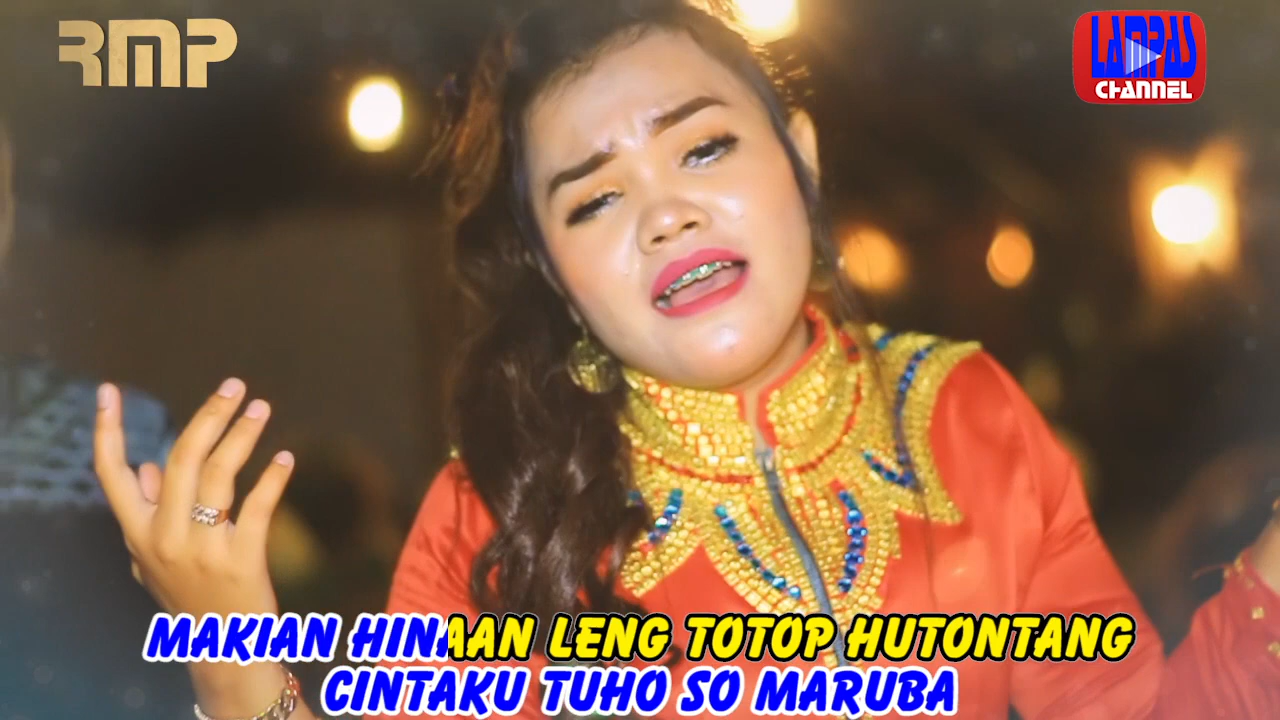 RMP
LAMPAS
CHANNEL
MAKIAN HINAAN LENG TOTOP HUTONTANG
CINTAKU TUHO SO MARUBA